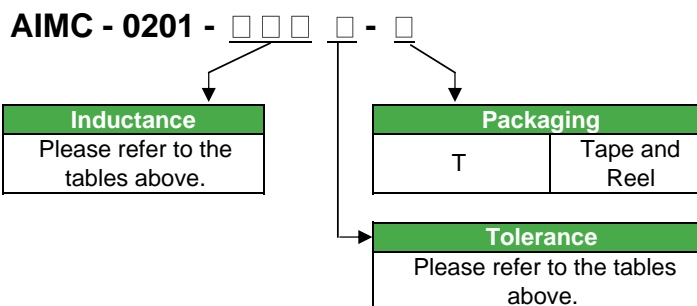 AIMC - 0201 - □ □ □ □ - □
Inductance
Please refer to the
tables above.
Packaging
T
Tape and
Reel
Tolerance
Please refer to the tables
above.